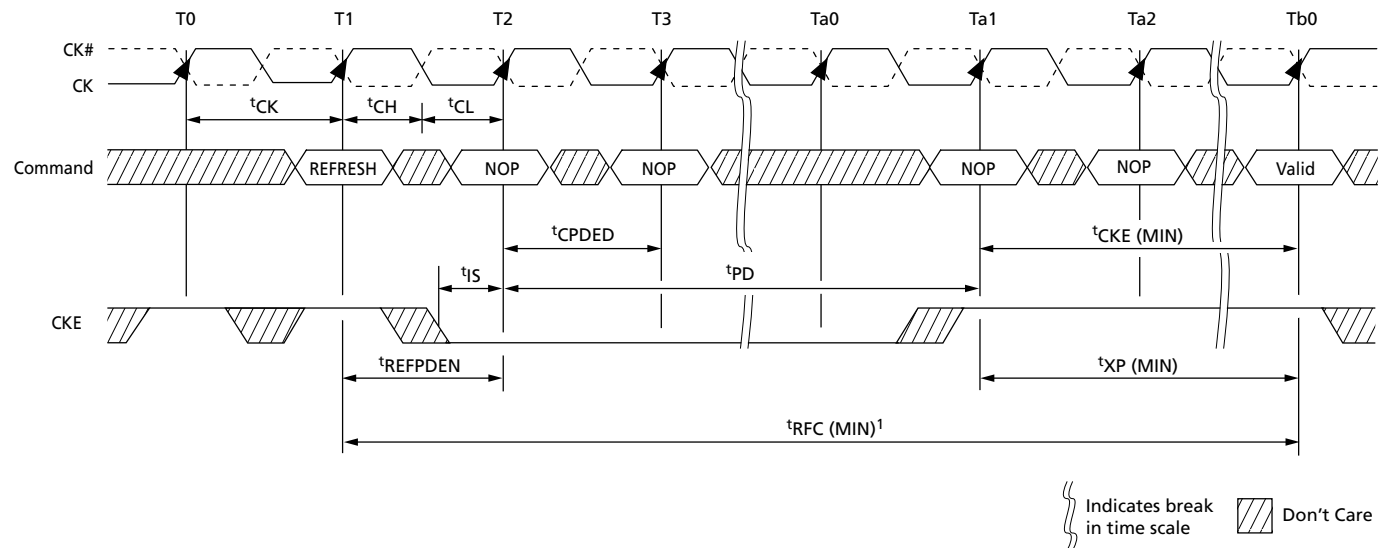 T0 T1 T2 T3 Ta0 Ta1 Ta2 Tb0
CK#
CK
tCK tCH tCL
Command REFRESH NOP NOP NOP NOP Valid
tCPDED tCKE (MIN)
tIS tPD
CKE
tREFPDEN tXP (MIN)
tRFC (MIN)1
Indicates break
in time scale
Don't Care